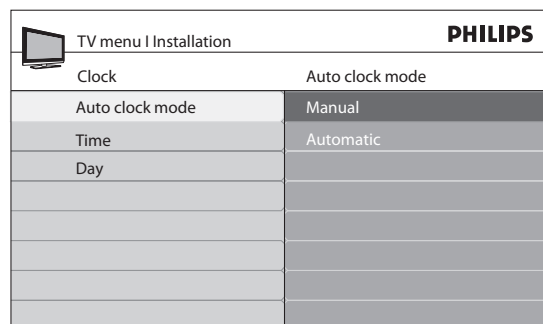 TV menu I Installation
PHILIPS
Clock
Auto clock mode
Auto clock mode
Manual
Time
Automatic
Day